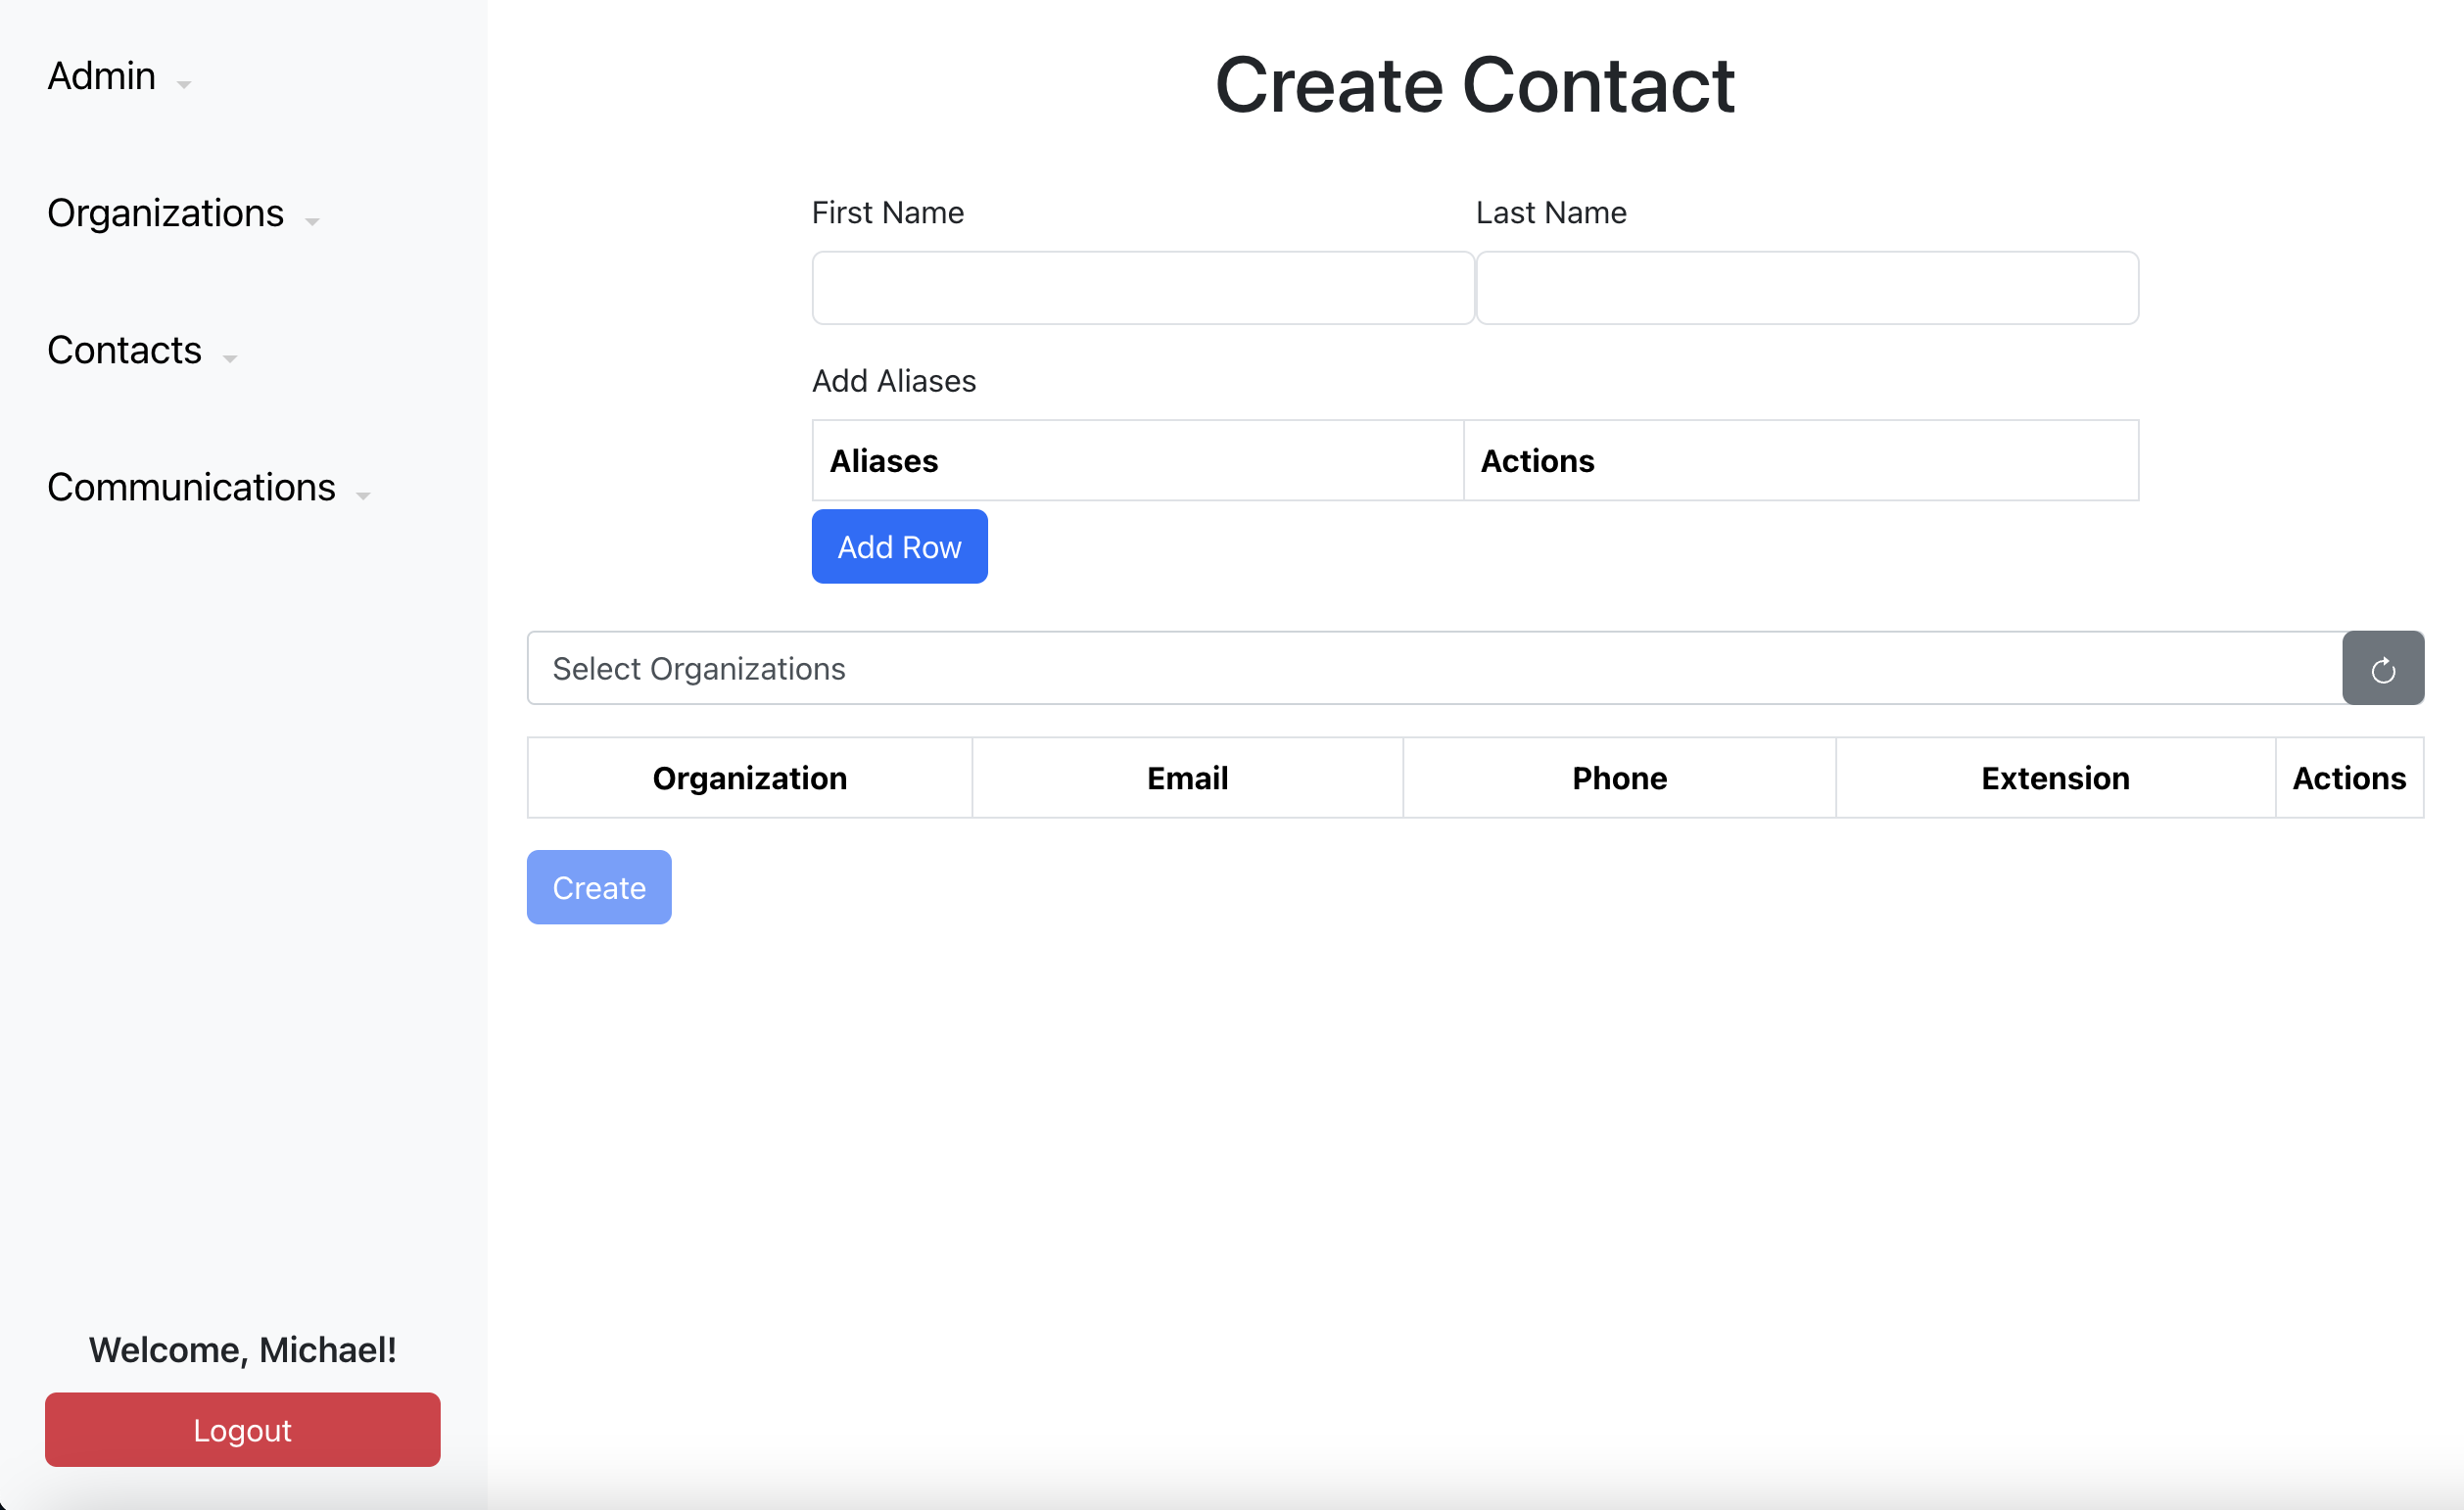 Admin
Organizations
Contacts
Communications
Welcome, Michael!
Logout
Create Contact
First Name
Last Name
Add Aliases
Aliases
Actions
Add Row
Select Organizations
Organization
Email
Phone
Extension
Actions
Create